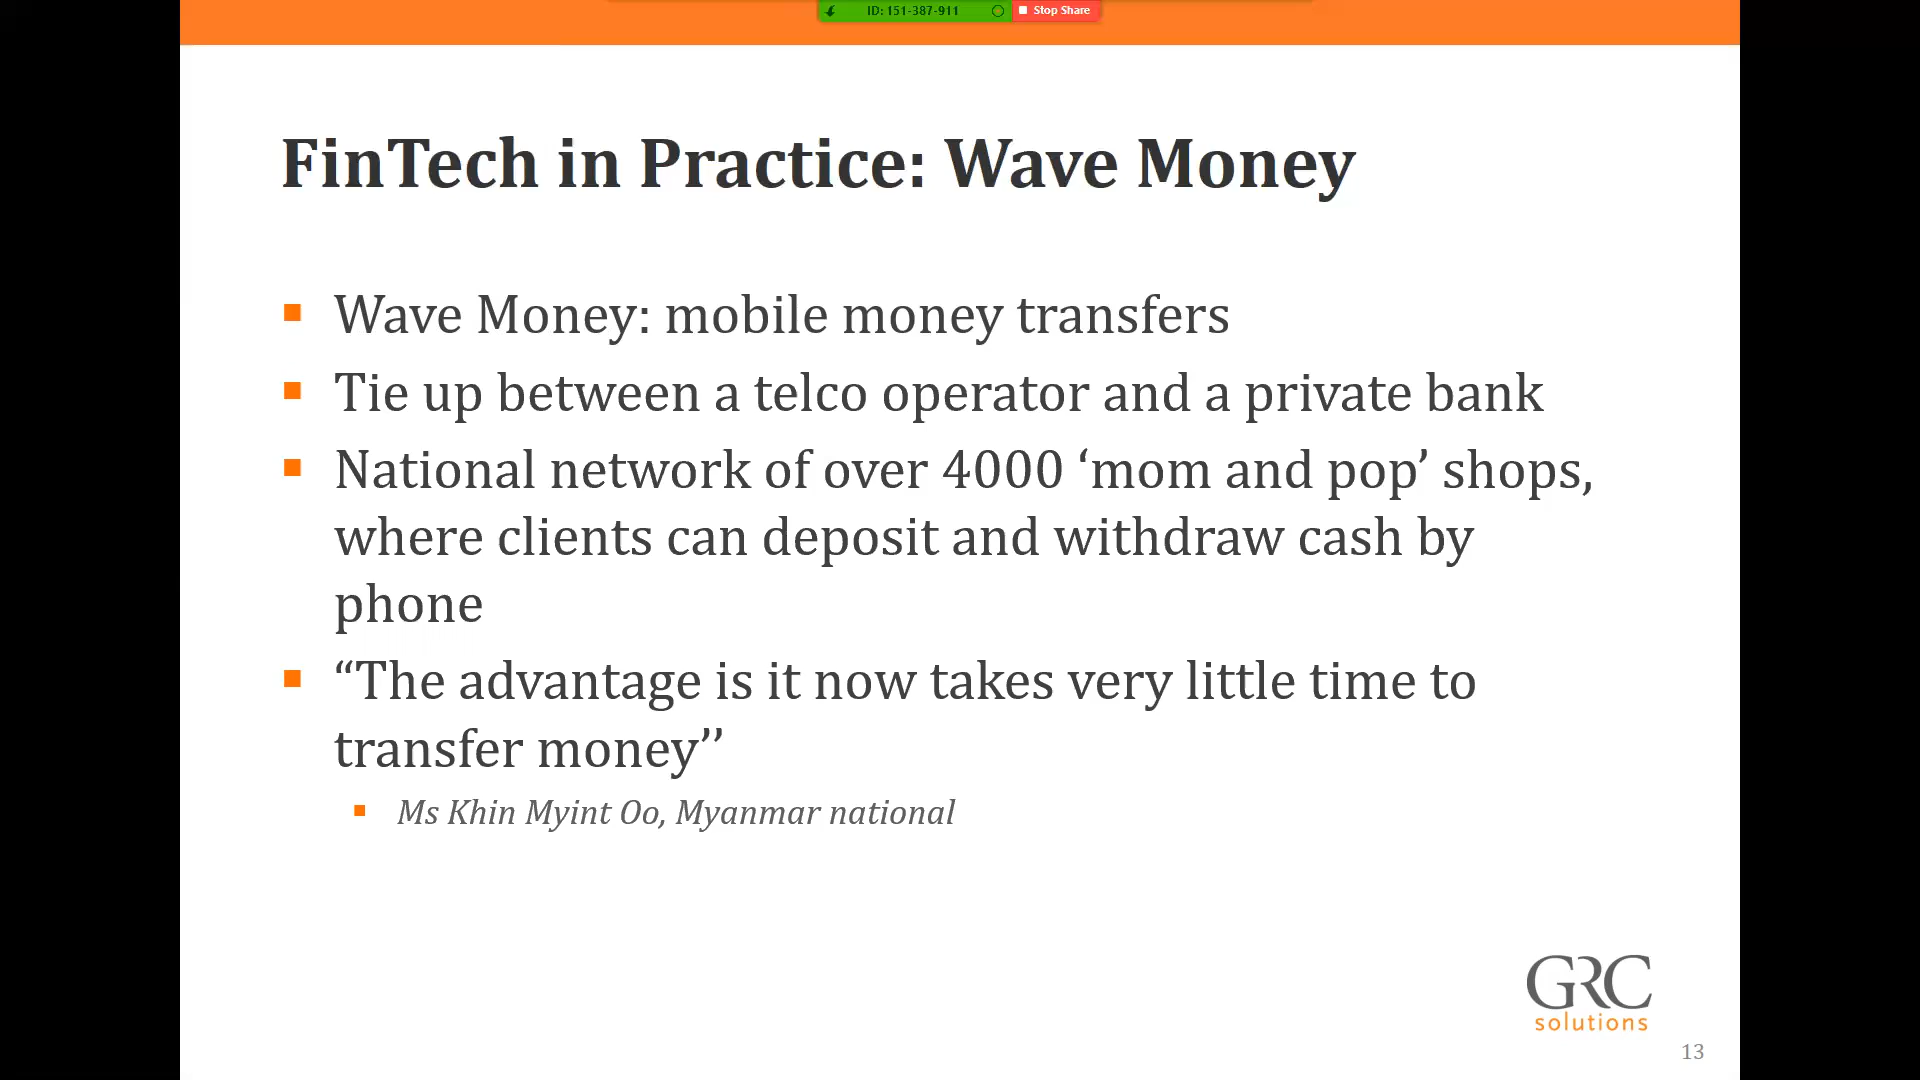 ID: 151-387-911
Stop Share
FinTech in Practice: Wave Money
Wave Money: mobile money transfers
Tie up between a telco operator and a private bank
National network of over 4000 ‘mom and pop’ shops,
where clients can deposit and withdraw cash by
phone
“The advantage is it now takes very little time to
transfer money’’
Ms Khin Myint Oo, Myanmar national
GRC
solutions
13